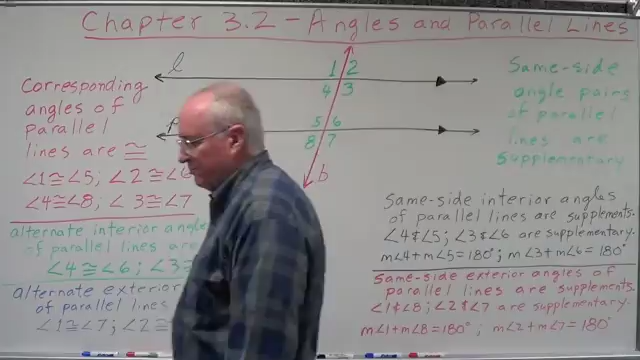 Chapter 3.2 - Angles and Parallel Lines
l
1 2
4 3
5 6
8 7
b
Corresponding
angles of
parallel
lines are ≅
∠1≅∠5; ∠2≅∠6
∠4≅∠8; ∠3≅∠7
alternate interior angles
of parallel lines are
∠4≅∠6; ∠3≅
alternate exterior
of parallel lines
∠1≅∠7; ∠2≅
Same-side
angle pairs
of parallel
lines are
supplementary
Same-side interior angles
of parallel lines are supplements.
∠4 & ∠5; ∠3 & ∠6 are supplementary.
m∠4+m∠5=180°; m∠3+m∠6=180°
Same-side exterior angles of
parallel lines are supplements.
∠1 & ∠8; ∠2 & ∠7 are supplementary.
m∠1+m∠8=180°; m∠2+m∠7=180°